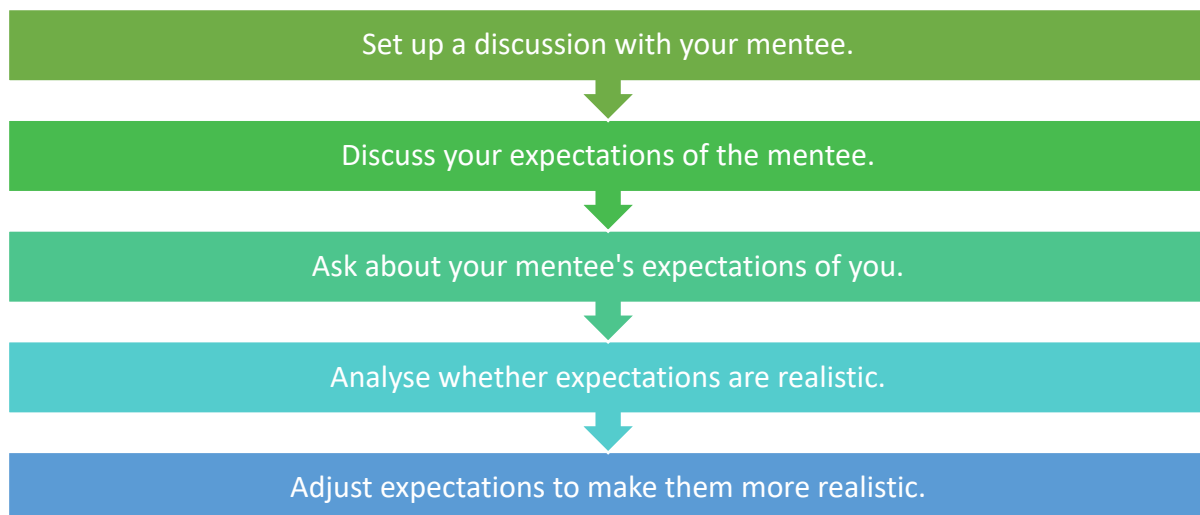 Set up a discussion with your mentee.
Discuss your expectations of the mentee.
Ask about your mentee's expectations of you.
Analyse whether expectations are realistic.
Adjust expectations to make them more realistic.